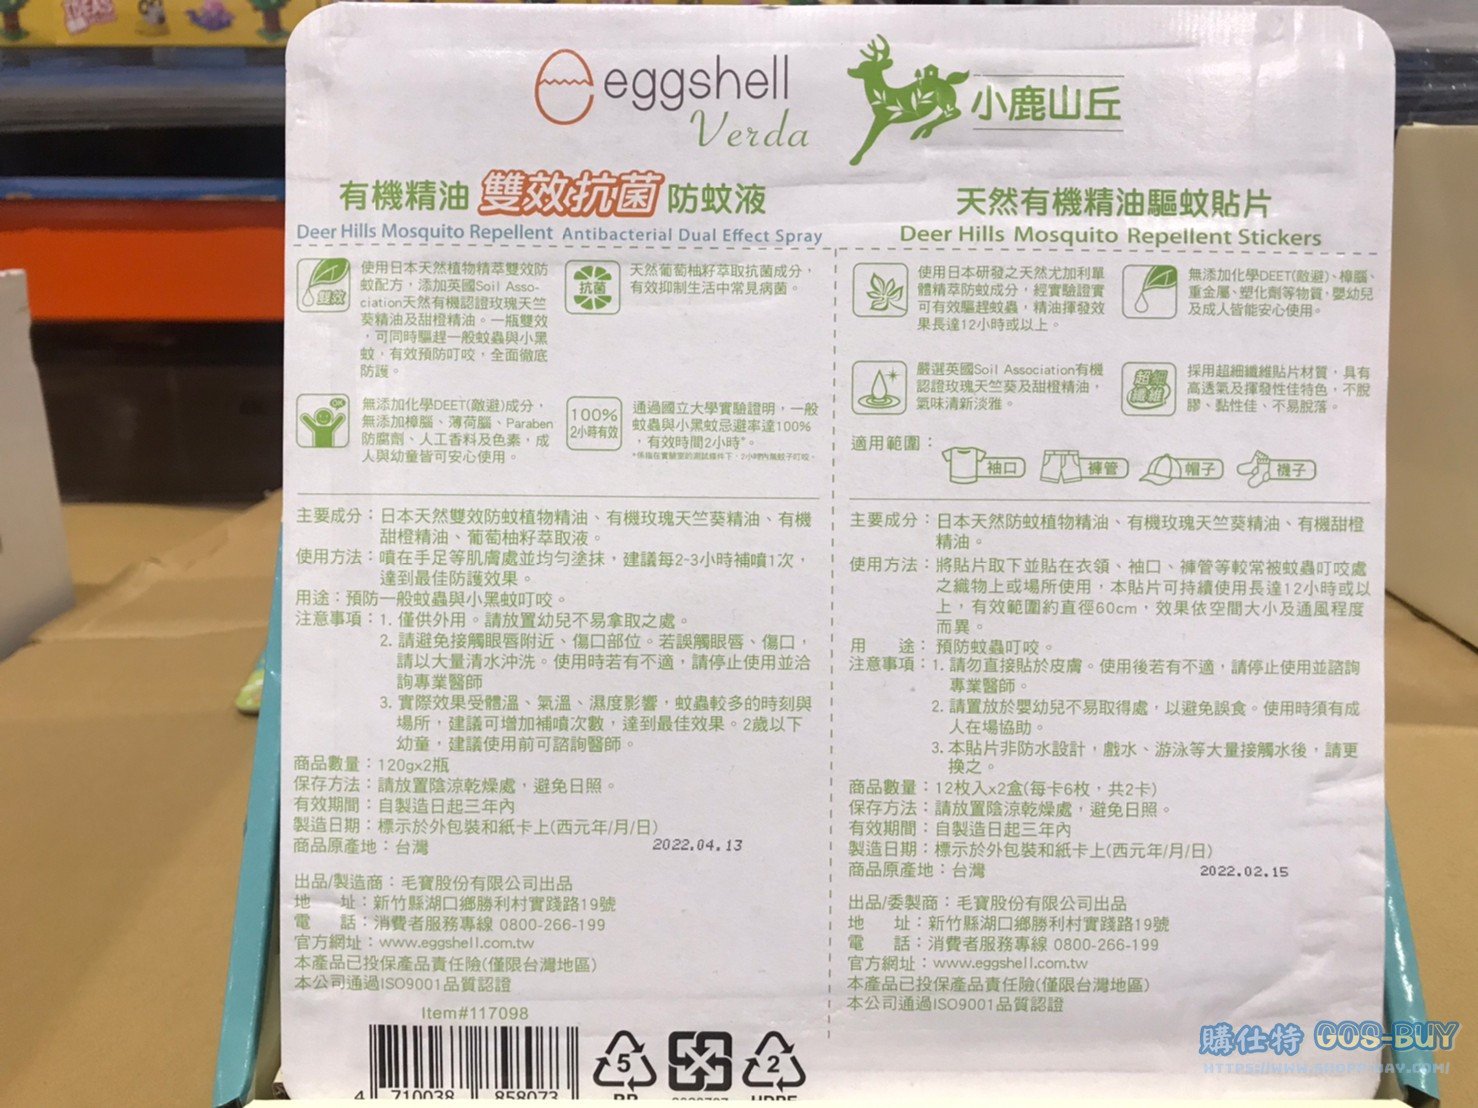 eggshell
Verda
小鹿山丘
有機精油 雙效抗菌 防蚊液
Deer Hills Mosquito Repellent Antibacterial Dual Effect Spray
雙效
使用日本天然植物精萃雙效防
蚊配方，添加英國Soil Asso-
ciation天然有機認證玫瑰天竺
葵精油及甜橙精油。一瓶雙效
，可同時驅趕一般蚊蟲與小黑
蚊，有效預防叮咬，全面徹底
防護。
抗菌
天然葡萄柚籽萃取抗菌成分，
有效抑制生活中常見病菌。
OK
無添加化學DEET(敵避)成分，
無添加樟腦、薄荷腦、Paraben
防腐劑、人工香料及色素，成
人與幼童皆可安心使用。
100%
2小時有效
通過國立大學實驗證明，一般
蚊蟲與小黑蚊忌避率達100%
，有效時間2小時*。
*係指在實驗室的測試條件下，2小時內無蚊子叮咬。
主要成分：日本天然雙效防蚊植物精油、有機玫瑰天竺葵精油、有機
甜橙精油、葡萄柚籽萃取液。
使用方法：噴在手足等肌膚處並均勻塗抹，建議每2-3小時補噴1次，
達到最佳防護效果。
用途：預防一般蚊蟲與小黑蚊叮咬。
注意事項：1. 僅供外用。請放置幼兒不易拿取之處。
2. 請避免接觸眼唇附近、傷口部位。若誤觸眼唇、傷口，
請以大量清水沖洗。使用時若有不適，請停止使用並洽
詢專業醫師
3. 實際效果受體溫、氣溫、濕度影響，蚊蟲較多的時刻與
場所，建議可增加補噴次數，達到最佳效果。2歲以下
幼童，建議使用前可諮詢醫師。
商品數量：120gx2瓶
保存方法：請放置陰涼乾燥處，避免日照。
有效期間：自製造日起三年內
製造日期：標示於外包裝和紙卡上(西元年/月/日)
商品原產地：台灣
2022.04.13
出品/製造商：毛寶股份有限公司出品
地 址：新竹縣湖口鄉勝利村實踐路19號
電 話：消費者服務專線 0800-266-199
官方網址：www.eggshell.com.tw
本產品已投保產品責任險(僅限台灣地區)
本公司通過ISO9001品質認證
Item#117098
4 710038 858073
5
2
天然有機精油驅蚊貼片
Deer Hills Mosquito Repellent Stickers
使用日本研發之天然尤加利單
體精萃防蚊成分，經實驗證實
可有效驅趕蚊蟲，精油揮發效
果長達12小時或以上。
無添加化學DEET(敵避)、樟腦、
重金屬、塑化劑等物質，嬰幼兒
及成人皆能安心使用。
嚴選英國Soil Association有機
認證玫瑰天竺葵及甜橙精油，
氣味清新淡雅。
超細
纖維
採用超細纖維貼片材質，具有
高透氣及揮發性佳特色，不脫
膠、黏性佳、不易脫落。
適用範圍：
袖口
褲管
帽子
襪子
主要成分：日本天然防蚊植物精油、有機玫瑰天竺葵精油、有機甜橙
精油。
使用方法：將貼片取下並貼在衣領、袖口、褲管等較常被蚊蟲叮咬處
之織物上或場所使用，本貼片可持續使用長達12小時或以
上，有效範圍約直徑60cm，效果依空間大小及通風程度
而異。
用 途：預防蚊蟲叮咬。
注意事項：1. 請勿直接貼於皮膚。使用後若有不適，請停止使用並諮詢
專業醫師。
2. 請置放於嬰幼兒不易取得處，以避免誤食。使用時須有成
人在場協助。
3. 本貼片非防水設計，戲水、游泳等大量接觸水後，請更
換之。
商品數量：12枚入x2盒(每卡6枚，共2卡)
保存方法：請放置陰涼乾燥處，避免日照。
有效期間：自製造日起三年內
製造日期：標示於外包裝和紙卡上(西元年/月/日)
商品原產地：台灣
2022.02.15
出品/委製商：毛寶股份有限公司出品
地 址：新竹縣湖口鄉勝利村實踐路19號
電 話：消費者服務專線 0800-266-199
官方網址：www.eggshell.com.tw
本產品已投保產品責任險(僅限台灣地區)
本公司通過ISO9001品質認證
購仕特 GOS-BUY